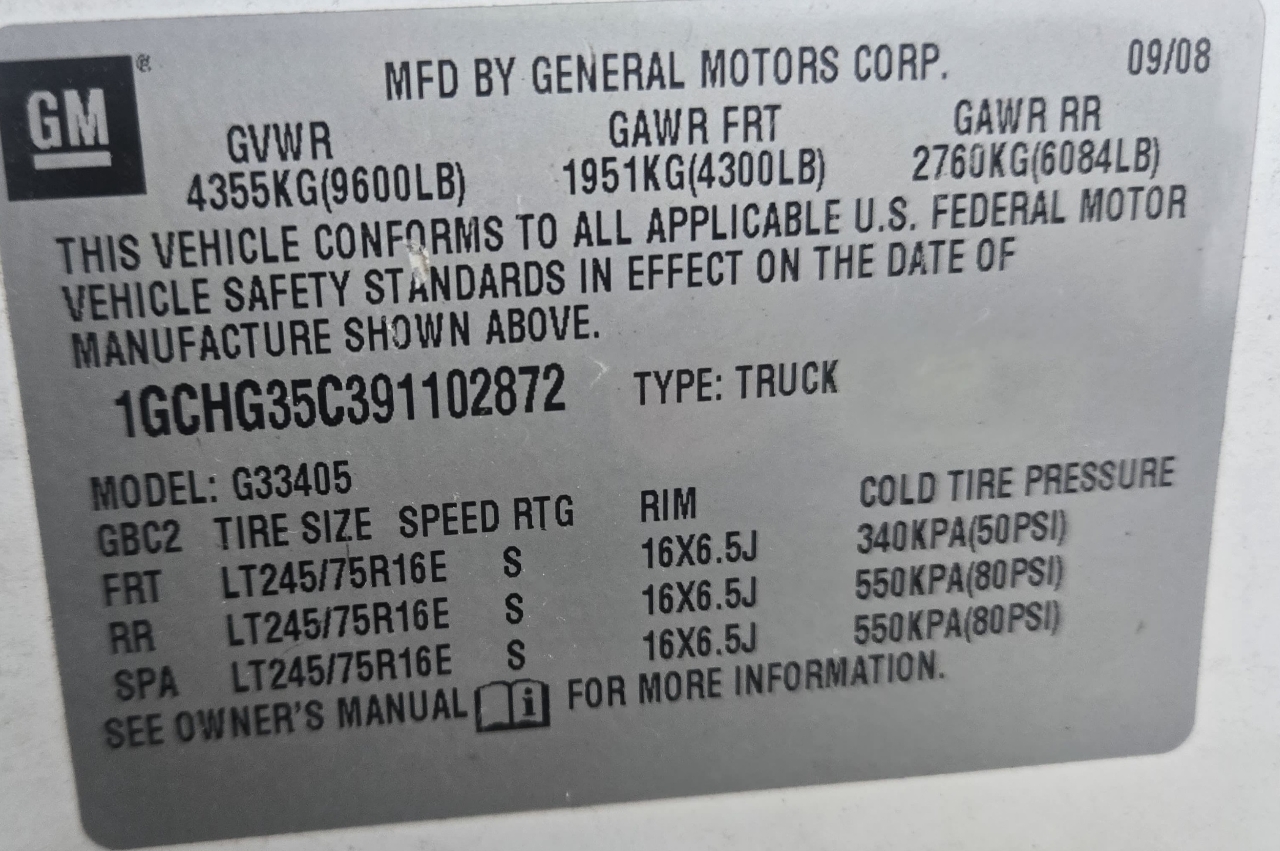 GM ® MFD BY GENERAL MOTORS CORP. 09/08
GVWR GAWR FRT GAWR RR
4355KG(9600LB) 1951KG(4300LB) 2760KG(6084LB)
THIS VEHICLE CONFORMS TO ALL APPLICABLE U.S. FEDERAL MOTOR
VEHICLE SAFETY STANDARDS IN EFFECT ON THE DATE OF
MANUFACTURE SHOWN ABOVE.
1GCHG35C391102872 TYPE: TRUCK
MODEL: G33405
GBC2 TIRE SIZE SPEED RTG RIM COLD TIRE PRESSURE
FRT LT245/75R16E S 16X6.5J 340KPA(50PSI)
RR LT245/75R16E S 16X6.5J 550KPA(80PSI)
SPA LT245/75R16E S 16X6.5J 550KPA(80PSI)
SEE OWNER'S MANUAL i FOR MORE INFORMATION.